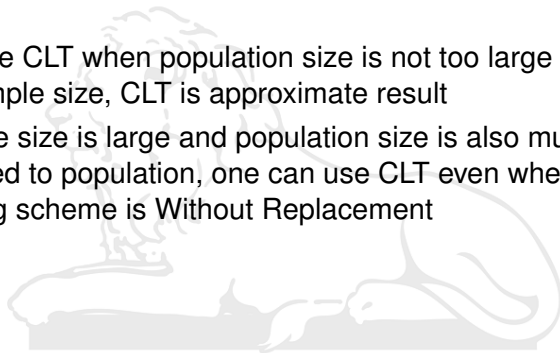 e CLT when population size is not too large
ple size, CLT is approximate result
e size is large and population size is also mu
ed to population, one can use CLT even whe
g scheme is Without Replacement